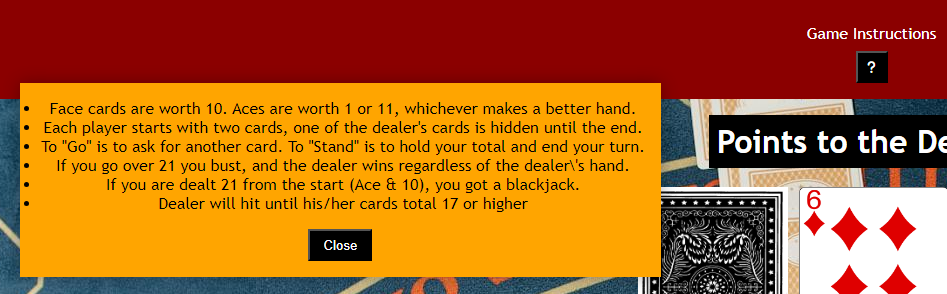 Game Instructions
?
Face cards are worth 10. Aces are worth 1 or 11, whichever makes a better hand.
Each player starts with two cards, one of the dealer's cards is hidden until the end.
To "Go" is to ask for another card. To "Stand" is to hold your total and end your turn.
If you go over 21 you bust, and the dealer wins regardless of the dealer\'s hand.
If you are dealt 21 from the start (Ace & 10), you got a blackjack.
Dealer will hit until his/her cards total 17 or higher
Close
Points to the De
6